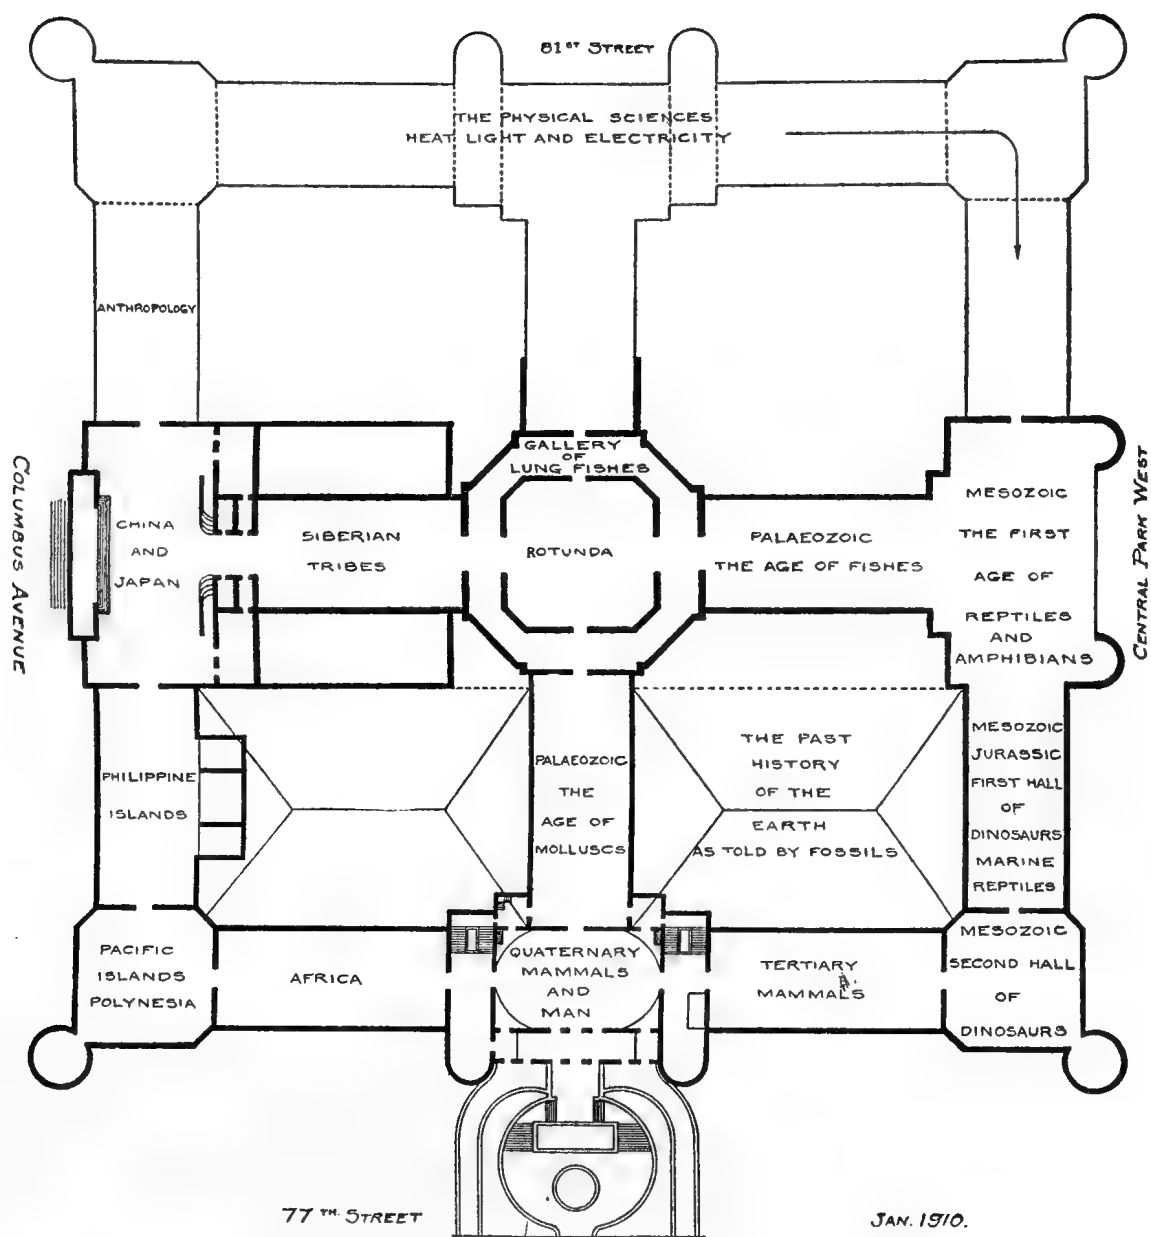 81ST STREET
THE PHYSICAL SCIENCES
HEAT LIGHT AND ELECTRICITY
ANTHROPOLOGY
GALLERY
OF
LUNG FISHES
COLUMBUS AVENUE
CHINA
AND
JAPAN
SIBERIAN
TRIBES
ROTUNDA
PALAEOZOIC
THE AGE OF FISHES
MESOZOIC
THE FIRST
AGE OF
REPTILES
AND
AMPHIBIANS
CENTRAL PARK WEST
PHILIPPINE
ISLANDS
PALAEOZOIC
THE
AGE OF
MOLLUSCS
THE PAST
HISTORY
OF THE
EARTH
AS TOLD BY FOSSILS
MESOZOIC
JURASSIC
FIRST HALL
OF
DINOSAURS
MARINE
REPTILES
PACIFIC
ISLANDS
POLYNESIA
AFRICA
QUATERNARY
MAMMALS
AND
MAN
TERTIARY
MAMMALS
MESOZOIC
SECOND HALL
OF
DINOSAURS
77TH. STREET
JAN. 1910.